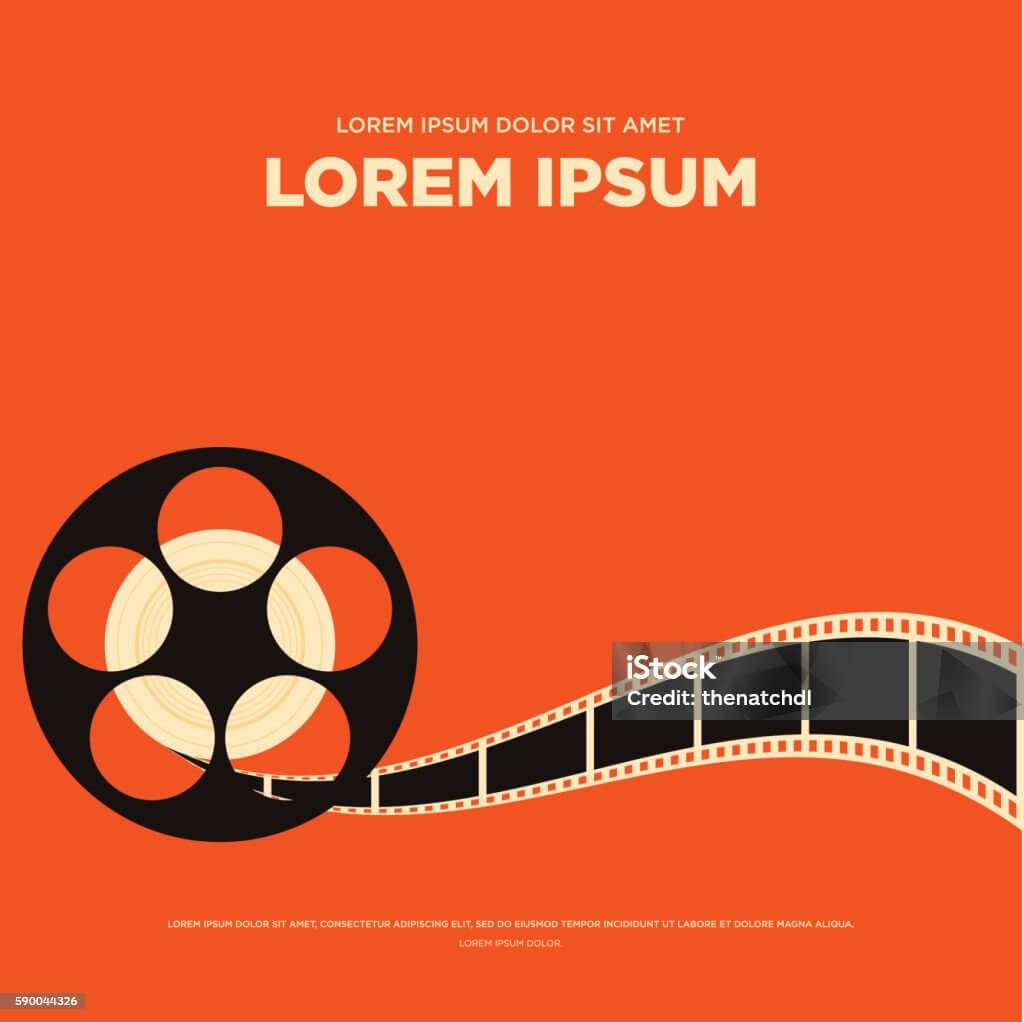 LOREM IPSUM DOLOR SIT AMET
LOREM IPSUM
iStock™
Credit: thenatchdl
LOREM IPSUM DOLOR SIT AMET, CONSECTETUR ADIPISCING ELIT, SED DO EIUSMOD TEMPOR INCIDIDUNT UT LABORE ET DOLORE MAGNA ALIQUA.
LOREM IPSUM DOLOR.
590044326